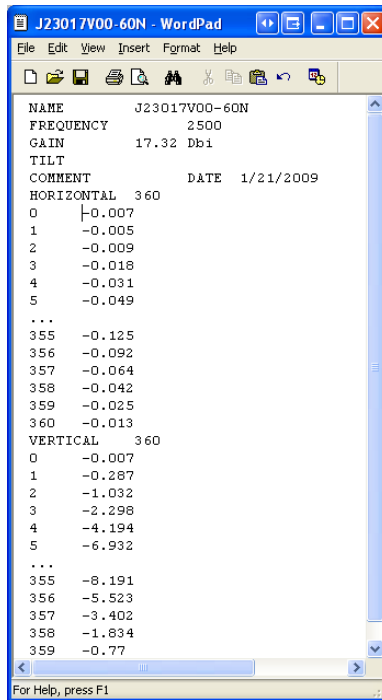 J23017V00-60N - WordPad
File Edit View Insert Format Help
NAME J23017V00-60N
FREQUENCY 2500
GAIN 17.32 Dbi
TILT
COMMENT DATE 1/21/2009
HORIZONTAL 360
0 -0.007
1 -0.005
2 -0.009
3 -0.018
4 -0.031
5 -0.049
...
355 -0.125
356 -0.092
357 -0.064
358 -0.042
359 -0.025
360 -0.013
VERTICAL 360
0 -0.007
1 -0.287
2 -1.032
3 -2.298
4 -4.194
5 -6.932
...
355 -8.191
356 -5.523
357 -3.402
358 -1.834
359 -0.77
For Help, press F1